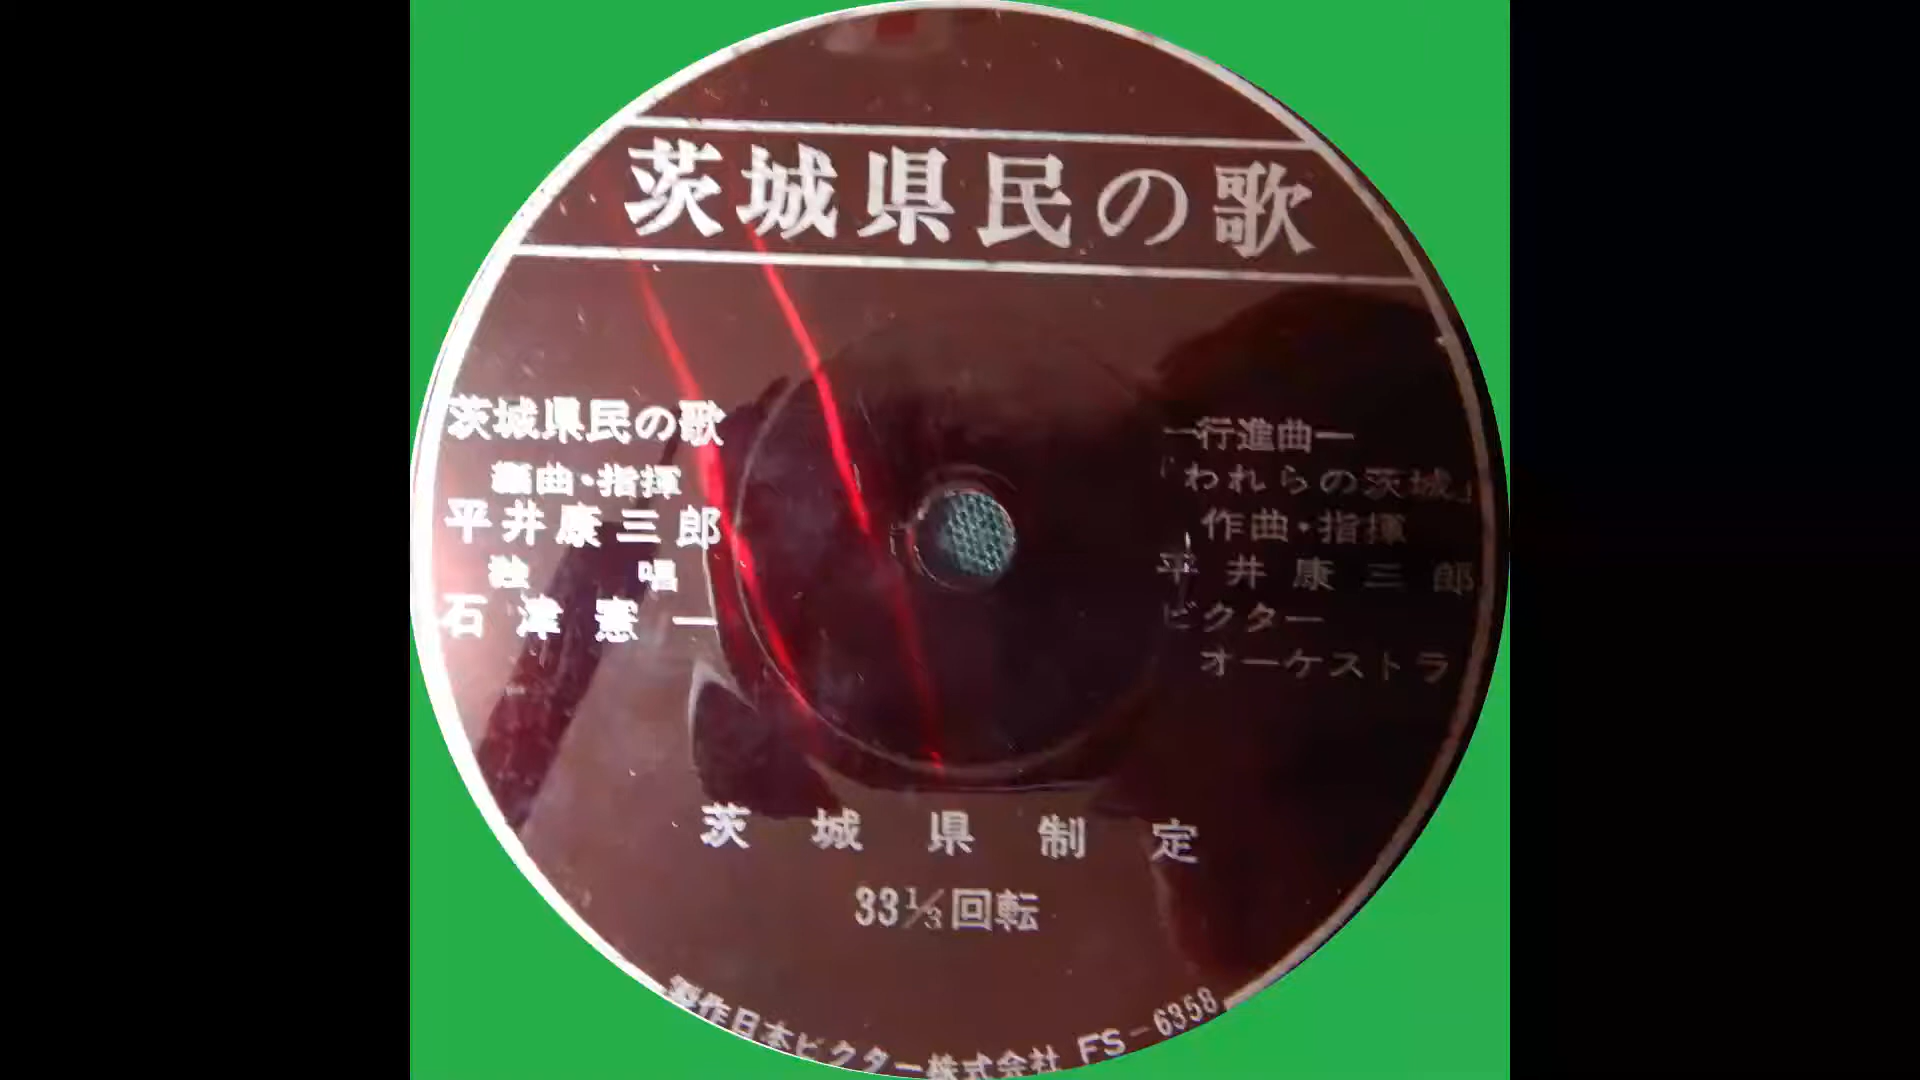 茨城県民の歌
茨城県民の歌
編曲・指揮
平井康三郎
独唱
石津憲一
―行進曲―
「われらの茨城」
作曲・指揮
平井康三郎
ビクター
オーケストラ
茨城県制定
33⅓回転
製作日本ビクター株式会社 FS-6358